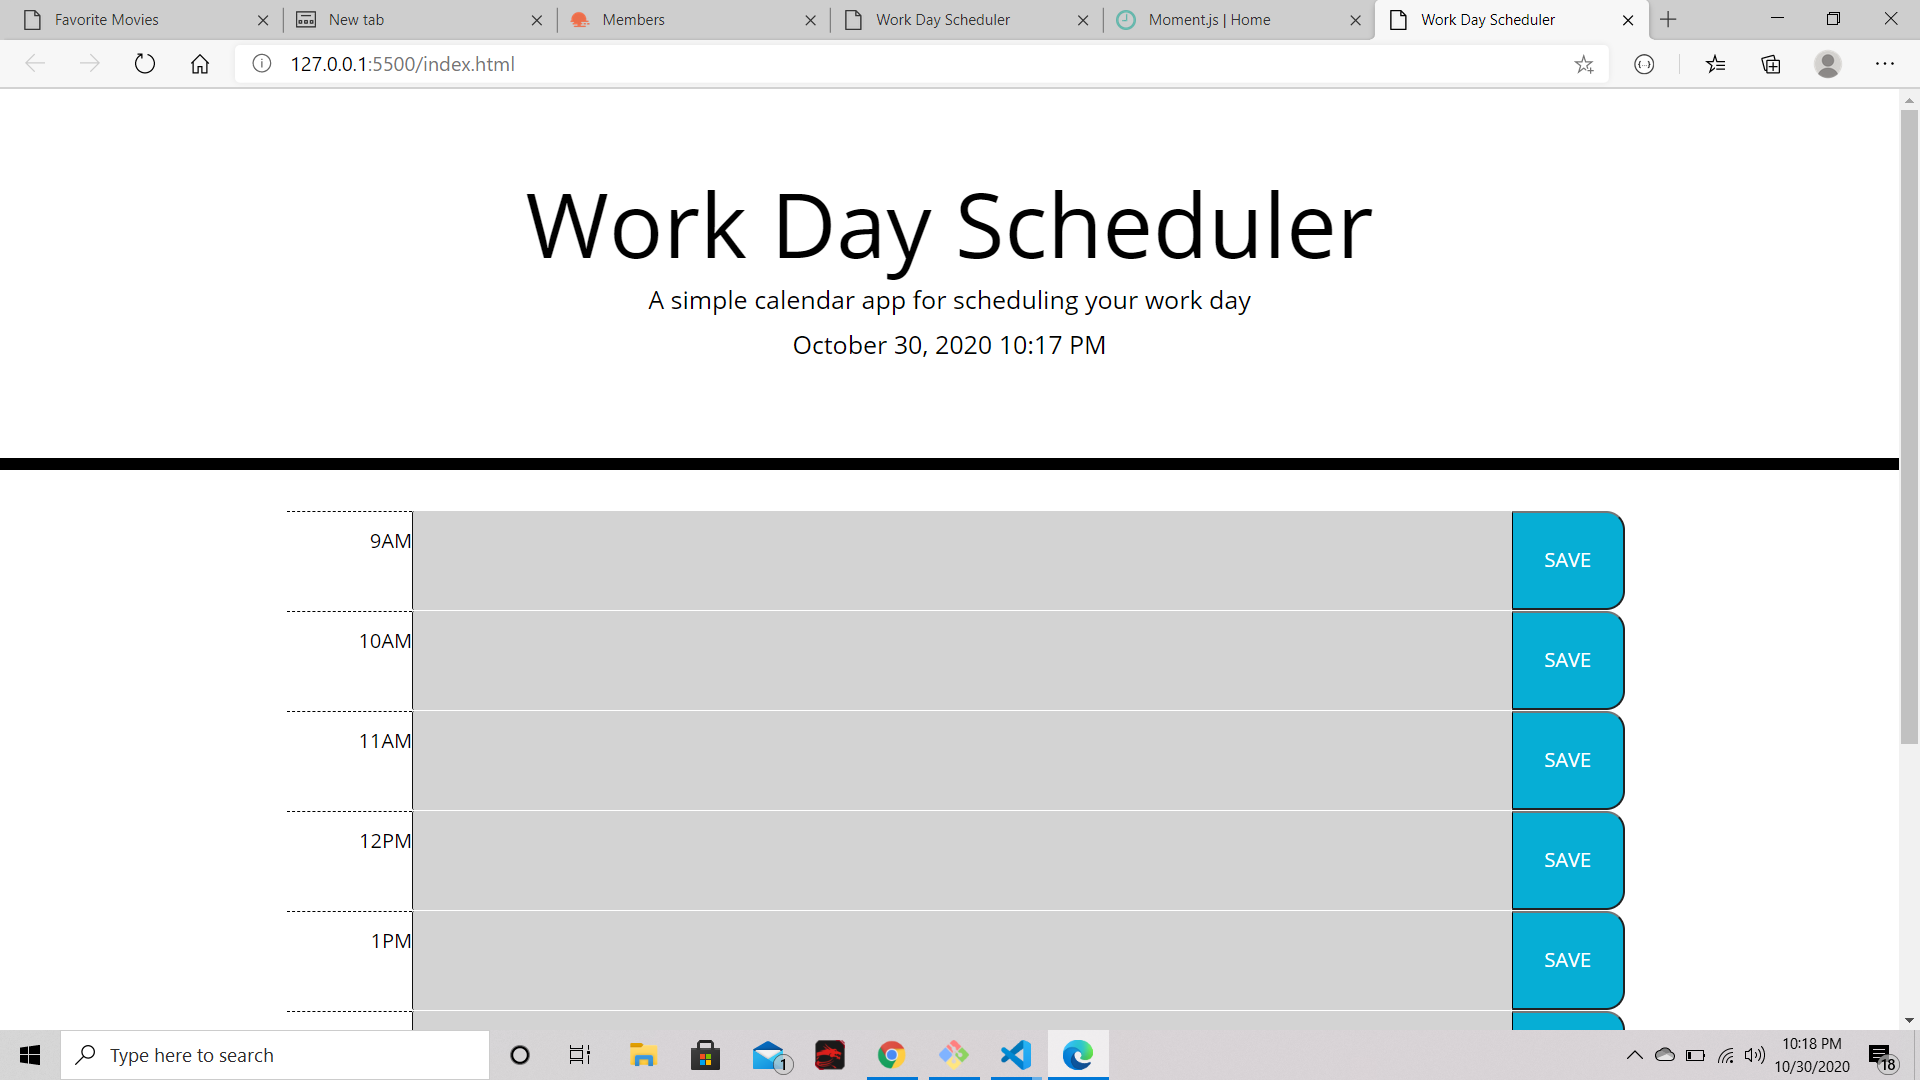 Favorite Movies
New tab
Members
Work Day Scheduler
Moment.js | Home
Work Day Scheduler
127.0.0.1:5500/index.html
Work Day Scheduler
A simple calendar app for scheduling your work day
October 30, 2020 10:17 PM
9AM
SAVE
10AM
SAVE
11AM
SAVE
12PM
SAVE
1PM
SAVE
Type here to search
1
10:18 PM
10/30/2020
18